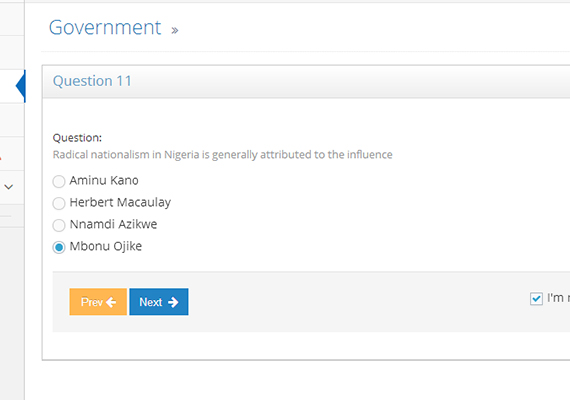 Government »
Question 11
Question:
Radical nationalism in Nigeria is generally attributed to the influence
Aminu Kano
Herbert Macaulay
Nnamdi Azikwe
Mbonu Ojike
Prev Next I'm